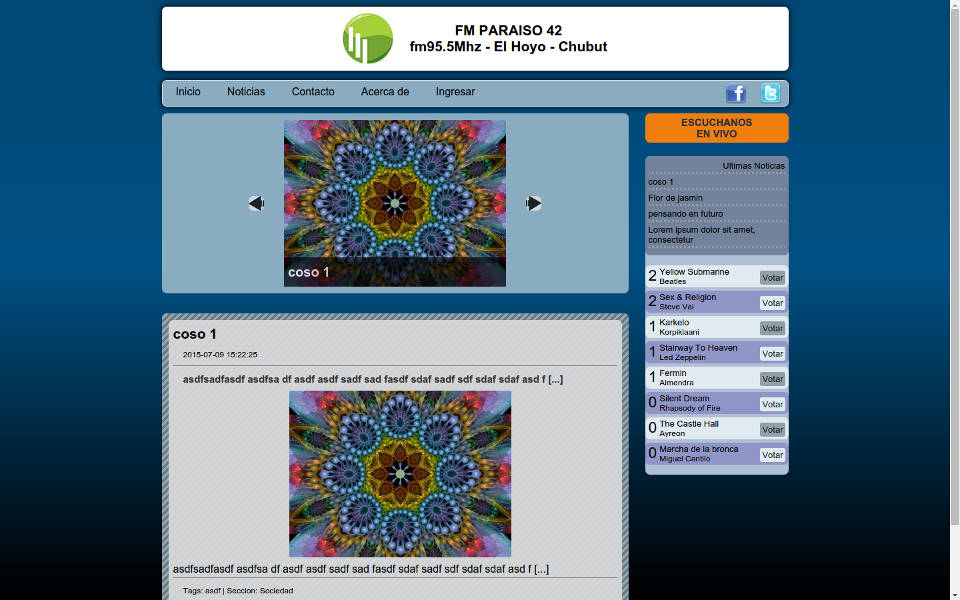 FM PARAISO 42
fm95.5Mhz - El Hoyo - Chubut
Inicio Noticias Contacto Acerca de Ingresar
coso 1
ESCUCHANOS
EN VIVO
Ultimas Noticias
coso 1
Flor de jasmin
pensando en futuro
Lorem ipsum dolor sit amet,
consectetur
2 Yellow Submarine
Beatles
Votar
2 Sex & Religion
Steve Vai
Votar
1 Karkelo
Korpiklaani
Votar
1 Stairway To Heaven
Led Zeppelin
Votar
1 Fermin
Almendra
Votar
0 Silent Dream
Rhapsody of Fire
Votar
0 The Castle Hall
Ayreon
Votar
0 Marcha de la bronca
Miguel Cantilo
Votar
coso 1
2015-07-09 15:22:25
asdfsadfasdf asdfsa df asdf asdf sadf sad fasdf sdaf sadf sdf sdaf sdaf asd f [...]
asdfsadfasdf asdfsa df asdf asdf sadf sad fasdf sdaf sadf sdf sdaf sdaf asd f [...]
Tags: asdf | Seccion: Sociedad